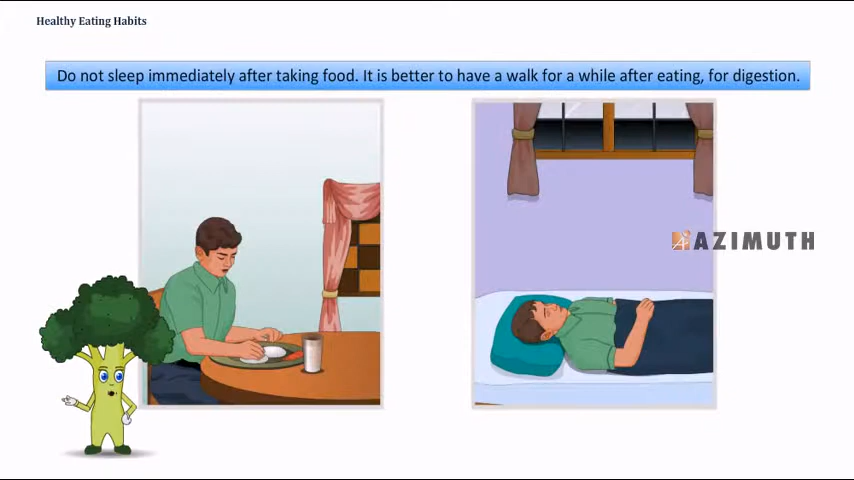 Healthy Eating Habits
Do not sleep immediately after taking food. It is better to have a walk for a while after eating, for digestion.
AZIMUTH